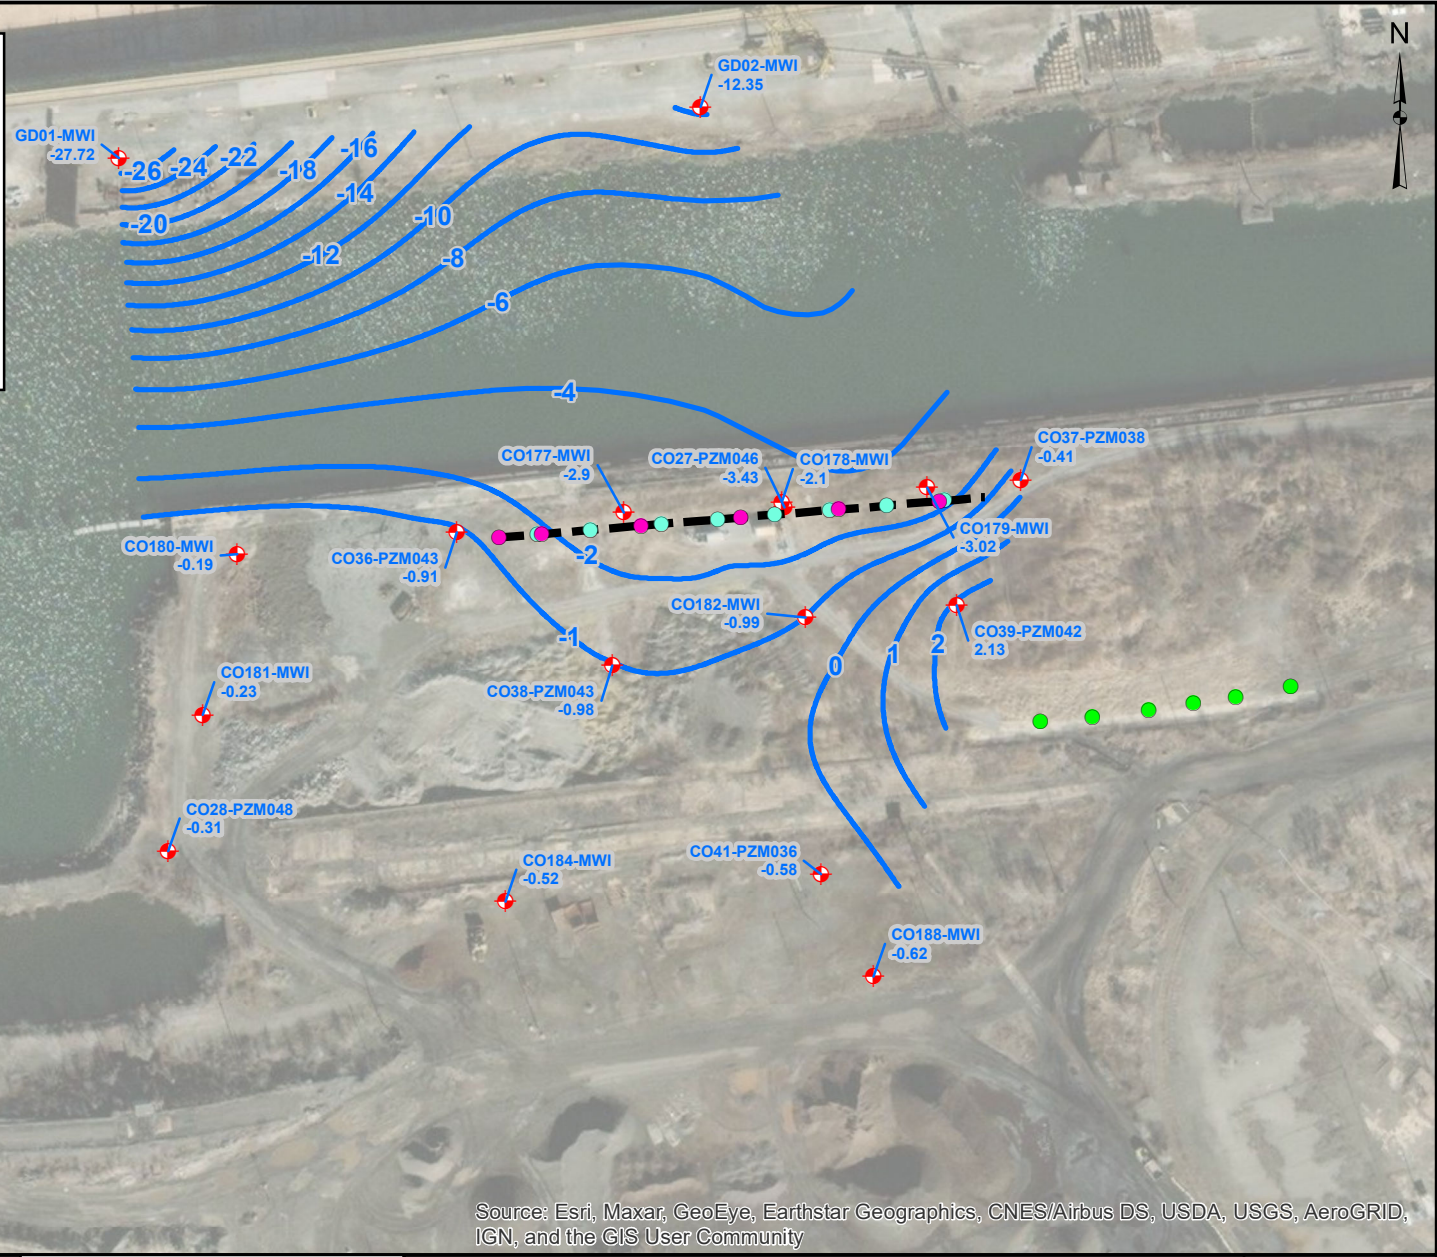 N
GD02-MWI
-12.35
GD01-MWI
-27.72
-26
-24
-22
-20
-18
-16
-14
-12
-10
-8
-6
-4
CO37-PZM038
-0.41
CO177-MWI
-2.9
CO27-PZM046
-3.43
CO178-MWI
-2.1
CO179-MWI
-3.02
CO180-MWI
-0.19
CO36-PZM043
-0.91
-2
CO182-MWI
-0.99
CO39-PZM042
2.13
-1
0
1
2
CO181-MWI
-0.23
CO38-PZM043
-0.98
CO28-PZM048
-0.31
CO184-MWI
-0.52
CO41-PZM036
-0.58
CO188-MWI
-0.62
Source: Esri, Maxar, GeoEye, Earthstar Geographics, CNES/Airbus DS, USDA, USGS, AeroGRID,
IGN, and the GIS User Community